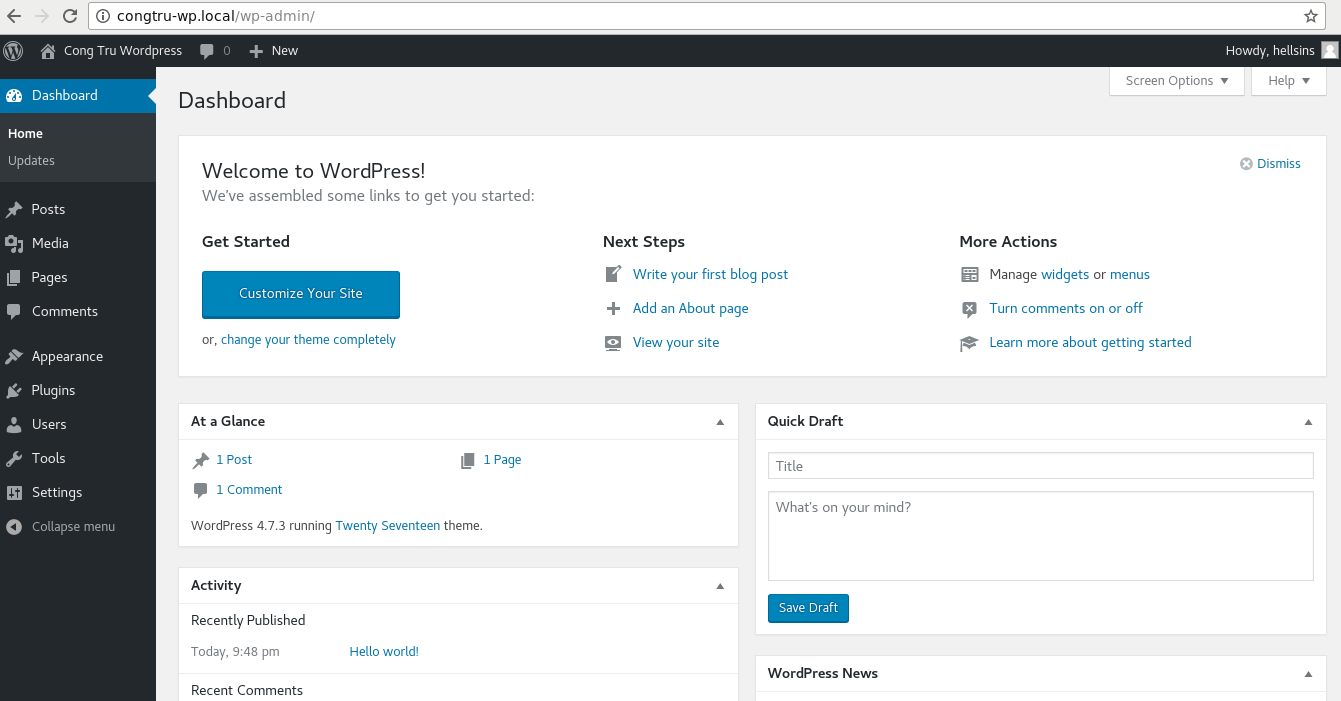 congtru-wp.local/wp-admin/
Cong Tru Wordpress 0 New Howdy, hellsins
Dashboard
Home
Updates
Posts
Media
Pages
Comments
Appearance
Plugins
Users
Tools
Settings
Collapse menu
Screen Options Help
Dashboard
Welcome to WordPress!
Dismiss
We've assembled some links to get you started:
Get Started
Customize Your Site
or, change your theme completely
Next Steps
Write your first blog post
Add an About page
View your site
More Actions
Manage widgets or menus
Turn comments on or off
Learn more about getting started
At a Glance
1 Post 1 Page
1 Comment
WordPress 4.7.3 running Twenty Seventeen theme.
Activity
Recently Published
Today, 9:48 pm Hello world!
Recent Comments
Quick Draft
Title
What's on your mind?
Save Draft
WordPress News